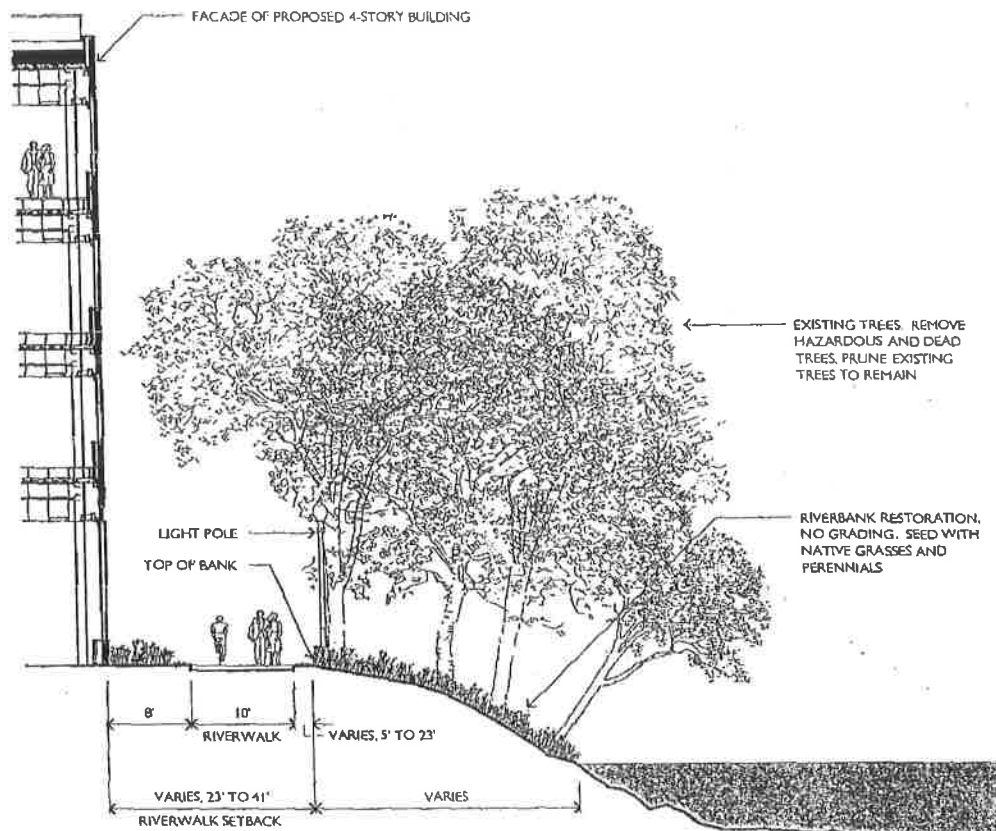 FACADE OF PROPOSED 4-STORY BUILDING
EXISTING TREES. REMOVE
HAZARDOUS AND DEAD
TREES, PRUNE EXISTING
TREES TO REMAIN
RIVERBANK RESTORATION,
NO GRADING. SEED WITH
NATIVE GRASSES AND
PERENNIALS
LIGHT POLE
TOP OF BANK
8'
10'
RIVERWALK
VARIES, 5' TO 23'
VARIES, 23' TO 41'
RIVERWALK SETBACK
VARIES